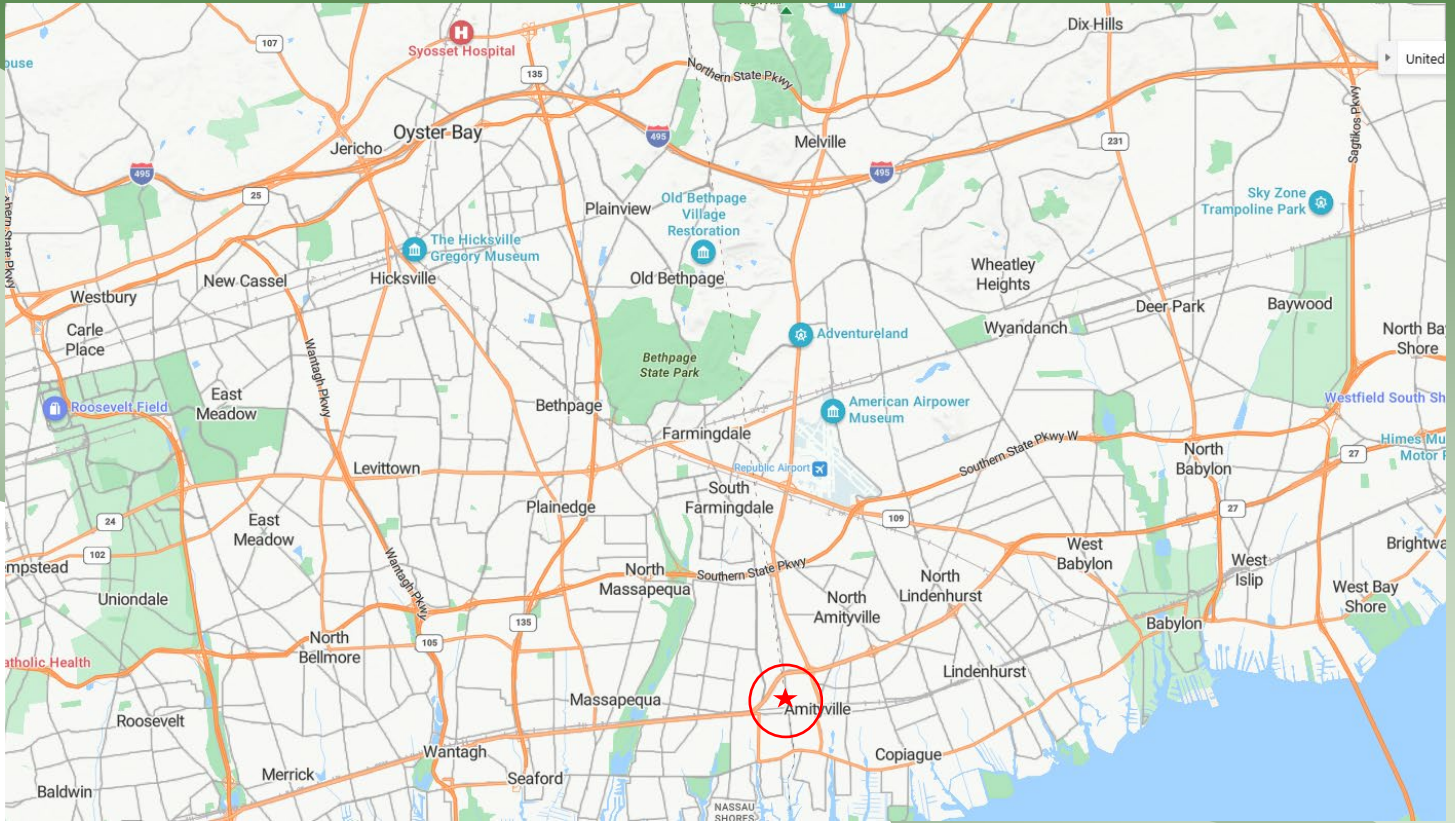 Dix Hills
107
H
Syosset Hospital
135
Northern State Pkwy
United
Oyster Bay
Jericho
495
Melville
231
Sagtikos Pkwy
495
495
25
Plainview
Old Bethpage
Village
Restoration
Sky Zone
Trampoline Park
The Hicksville
Gregory Museum
New Cassel
Hicksville
Old Bethpage
Wheatley
Heights
Westbury
Deer Park
Baywood
Carle
Place
Wyandanch
Adventureland
North Ba
Shore
Wantagh Pkwy
Bethpage
State Park
East
Meadow
Roosevelt Field
Bethpage
American Airpower
Museum
Westfield South Sh
Farmingdale
Southern State Pkwy W
Himes Mu
Motor
27
North
Babylon
Levittown
Republic Airport
South
Farmingdale
Plainedge
109
27
24
East
Meadow
102
mpstead
Wantagh Pkwy
West
Babylon
West
Islip
Brightwa
North
Massapequa
Southern State Pkwy
North
Lindenhurst
West Bay
Shore
Uniondale
North
Amityville
135
Babylon
105
North
Bellmore
atholic Health
Lindenhurst
Massapequa
Amityville
Roosevelt
Wantagh
Copiague
Merrick
Seaford
Baldwin
NASSAU
SHORES